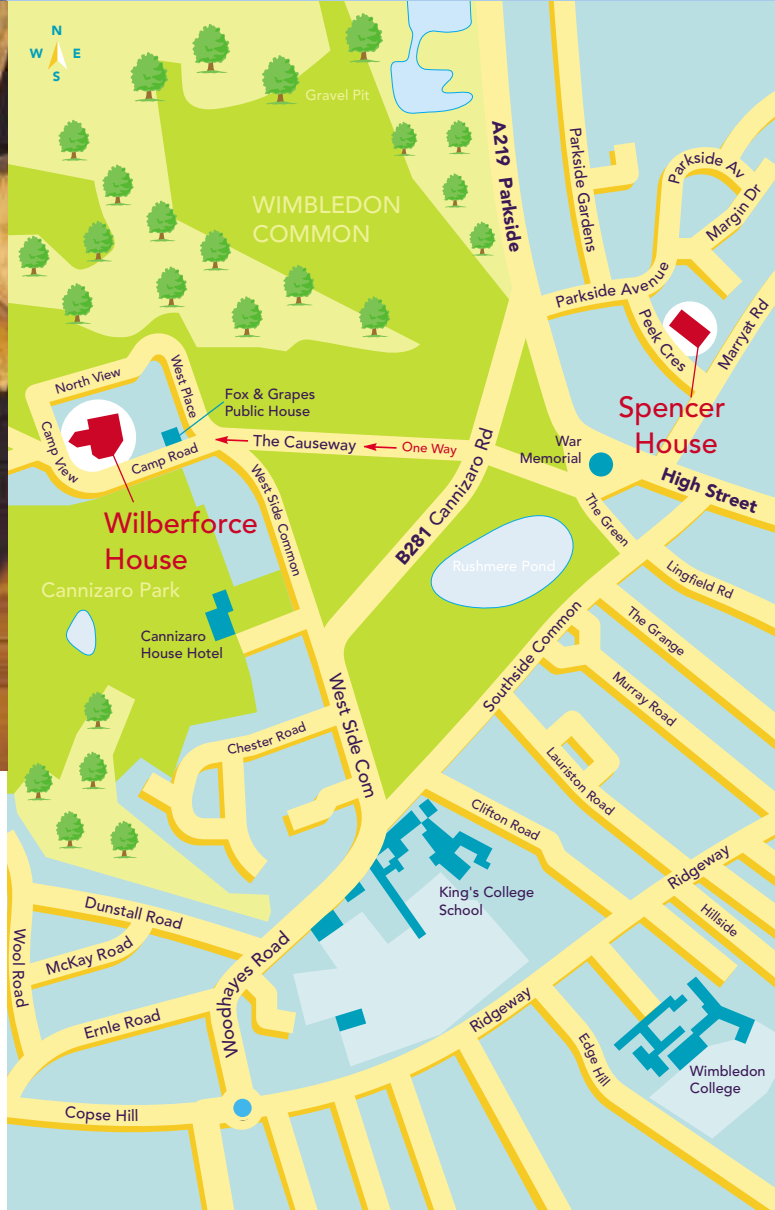 N
W E
S
Gravel Pit
WIMBLEDON
COMMON
A219 Parkside
Parkside Gardens
Parkside Av
Margin Dr
Parkside Avenue
Peek Cres
Marryat Rd
North View
West Place
Camp View
Camp Road
Fox & Grapes
Public House
The Causeway
One Way
War
Memorial
Spencer
House
High Street
Wilberforce
House
West Side Common
B281 Cannizaro Rd
The Green
Rushmere Pond
Lingfield Rd
Cannizaro Park
Cannizaro
House Hotel
Southside Common
The Grange
Murray Road
West Side Com
Chester Road
Lauriston Road
Clifton Road
King's College
School
Ridgeway
Hillside
Dunstall Road
McKay Road
Wool Road
Woodhayes Road
Ernle Road
Ridgeway
Edge Hill
Wimbledon
College
Copse Hill